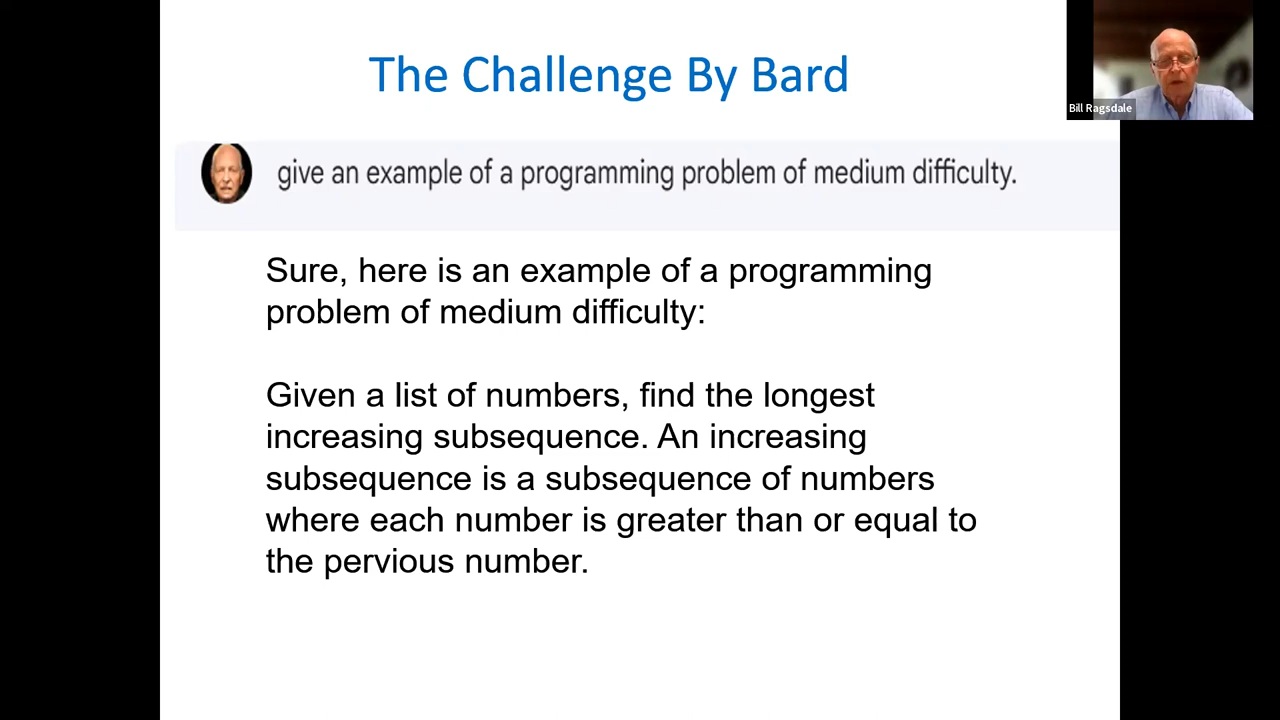 The Challenge By Bard
Bill Ragsdale
give an example of a programming problem of medium difficulty.
Sure, here is an example of a programming
problem of medium difficulty:
Given a list of numbers, find the longest
increasing subsequence. An increasing
subsequence is a subsequence of numbers
where each number is greater than or equal to
the pervious number.